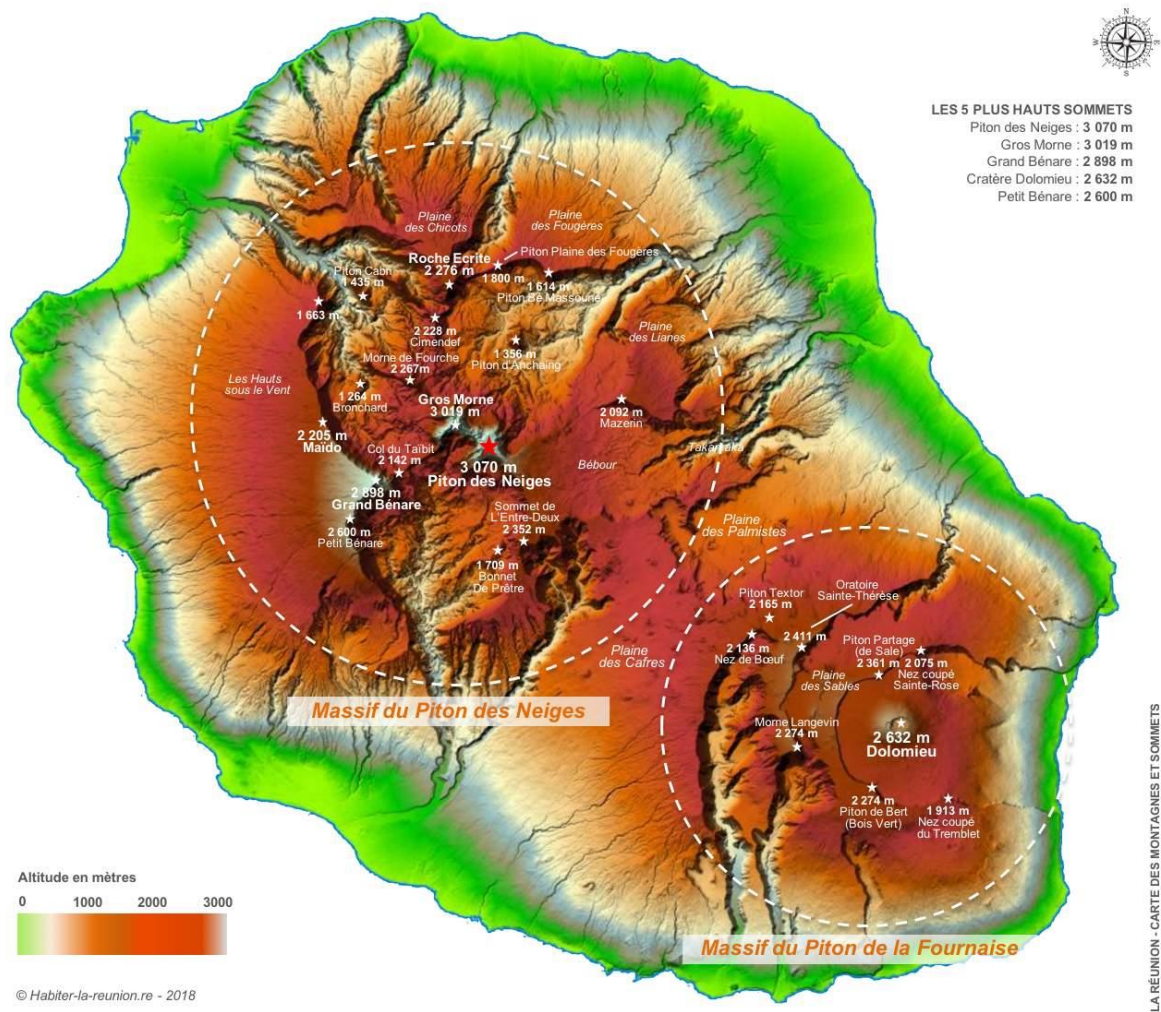 N
W
E
S
LES 5 PLUS HAUTS SOMMETS
Piton des Neiges : 3 070 m
Gros Morne : 3 019 m
Grand Bénare : 2 898 m
Cratère Dolomieu : 2 632 m
Petit Bénare : 2 600 m
Plaine
des Chicots
Plaine
des Fougères
Roche Ecrite
2 276 m
Piton Plaine des Fougères
1 800 m
1 614 m
Piton Bé Massoune
Piton Cabri
1 435 m
1 663 m
2 228 m
Cimendef
Plaine
des Lianes
1 356 m
Piton d'Anchaing
Morne de Fourche
2 267m
Les Hauts
sous le Vent
1 264 m
Bronchard
Gros Morne
3 019 m
2 092 m
Mazerin
2 205 m
Maïdo
Col du Taïbit
2 142 m
Takamaka
3 070 m
Piton des Neiges
Bébour
2 898 m
Grand Bénare
Sommet de
L'Entre-Deux
2 352 m
2 600 m
Petit Bénare
1 709 m
Bonnet
De Prêtre
Plaine
des Palmistes
Piton Textor
2 165 m
Oratoire
Sainte-Thérèse
2 411 m
2 136 m
Nez de Bœuf
Piton Partage
(de Sale)
2 361 m
2 075 m
Nez coupé
Sainte-Rose
Plaine
des Cafres
Plaine
des Sables
Massif du Piton des Neiges
Morne Langevin
2 274 m
2 632 m
Dolomieu
2 274 m
Piton de Bert
(Bois Vert)
1 913 m
Nez coupé
du Tremblet
Massif du Piton de la Fournaise
Altitude en mètres
0 1000 2000 3000
© Habiter-la-reunion.re - 2018
LA RÉUNION - CARTE DES MONTAGNES ET SOMMETS